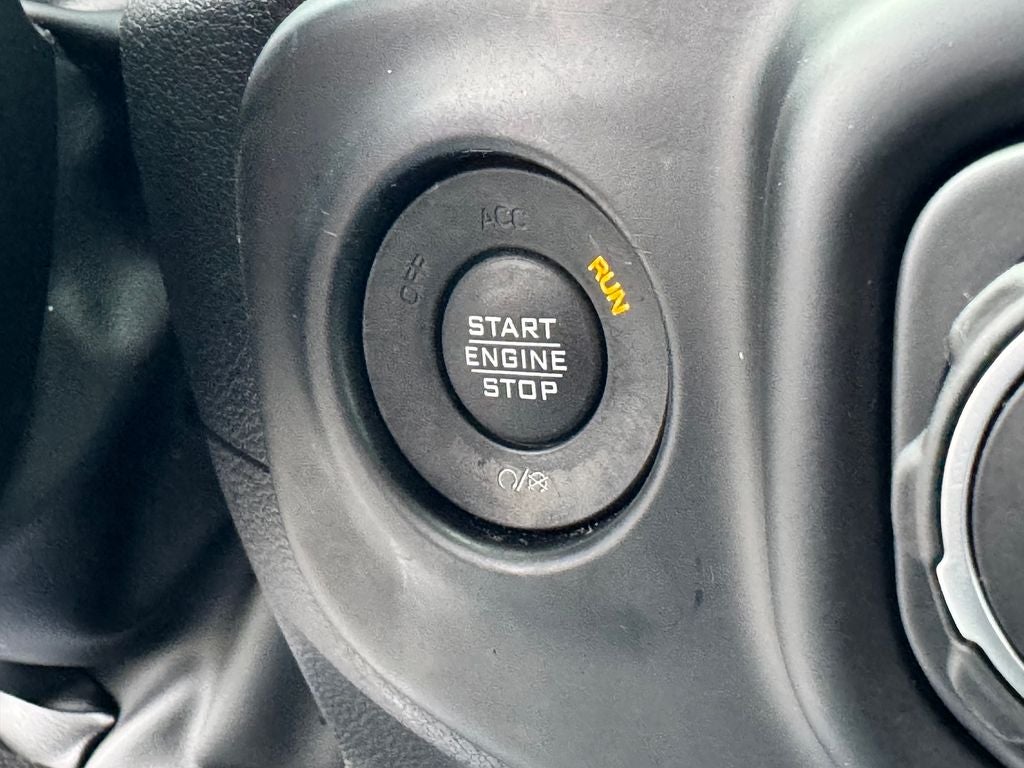 ACC
OFF
RUN
START
ENGINE
STOP